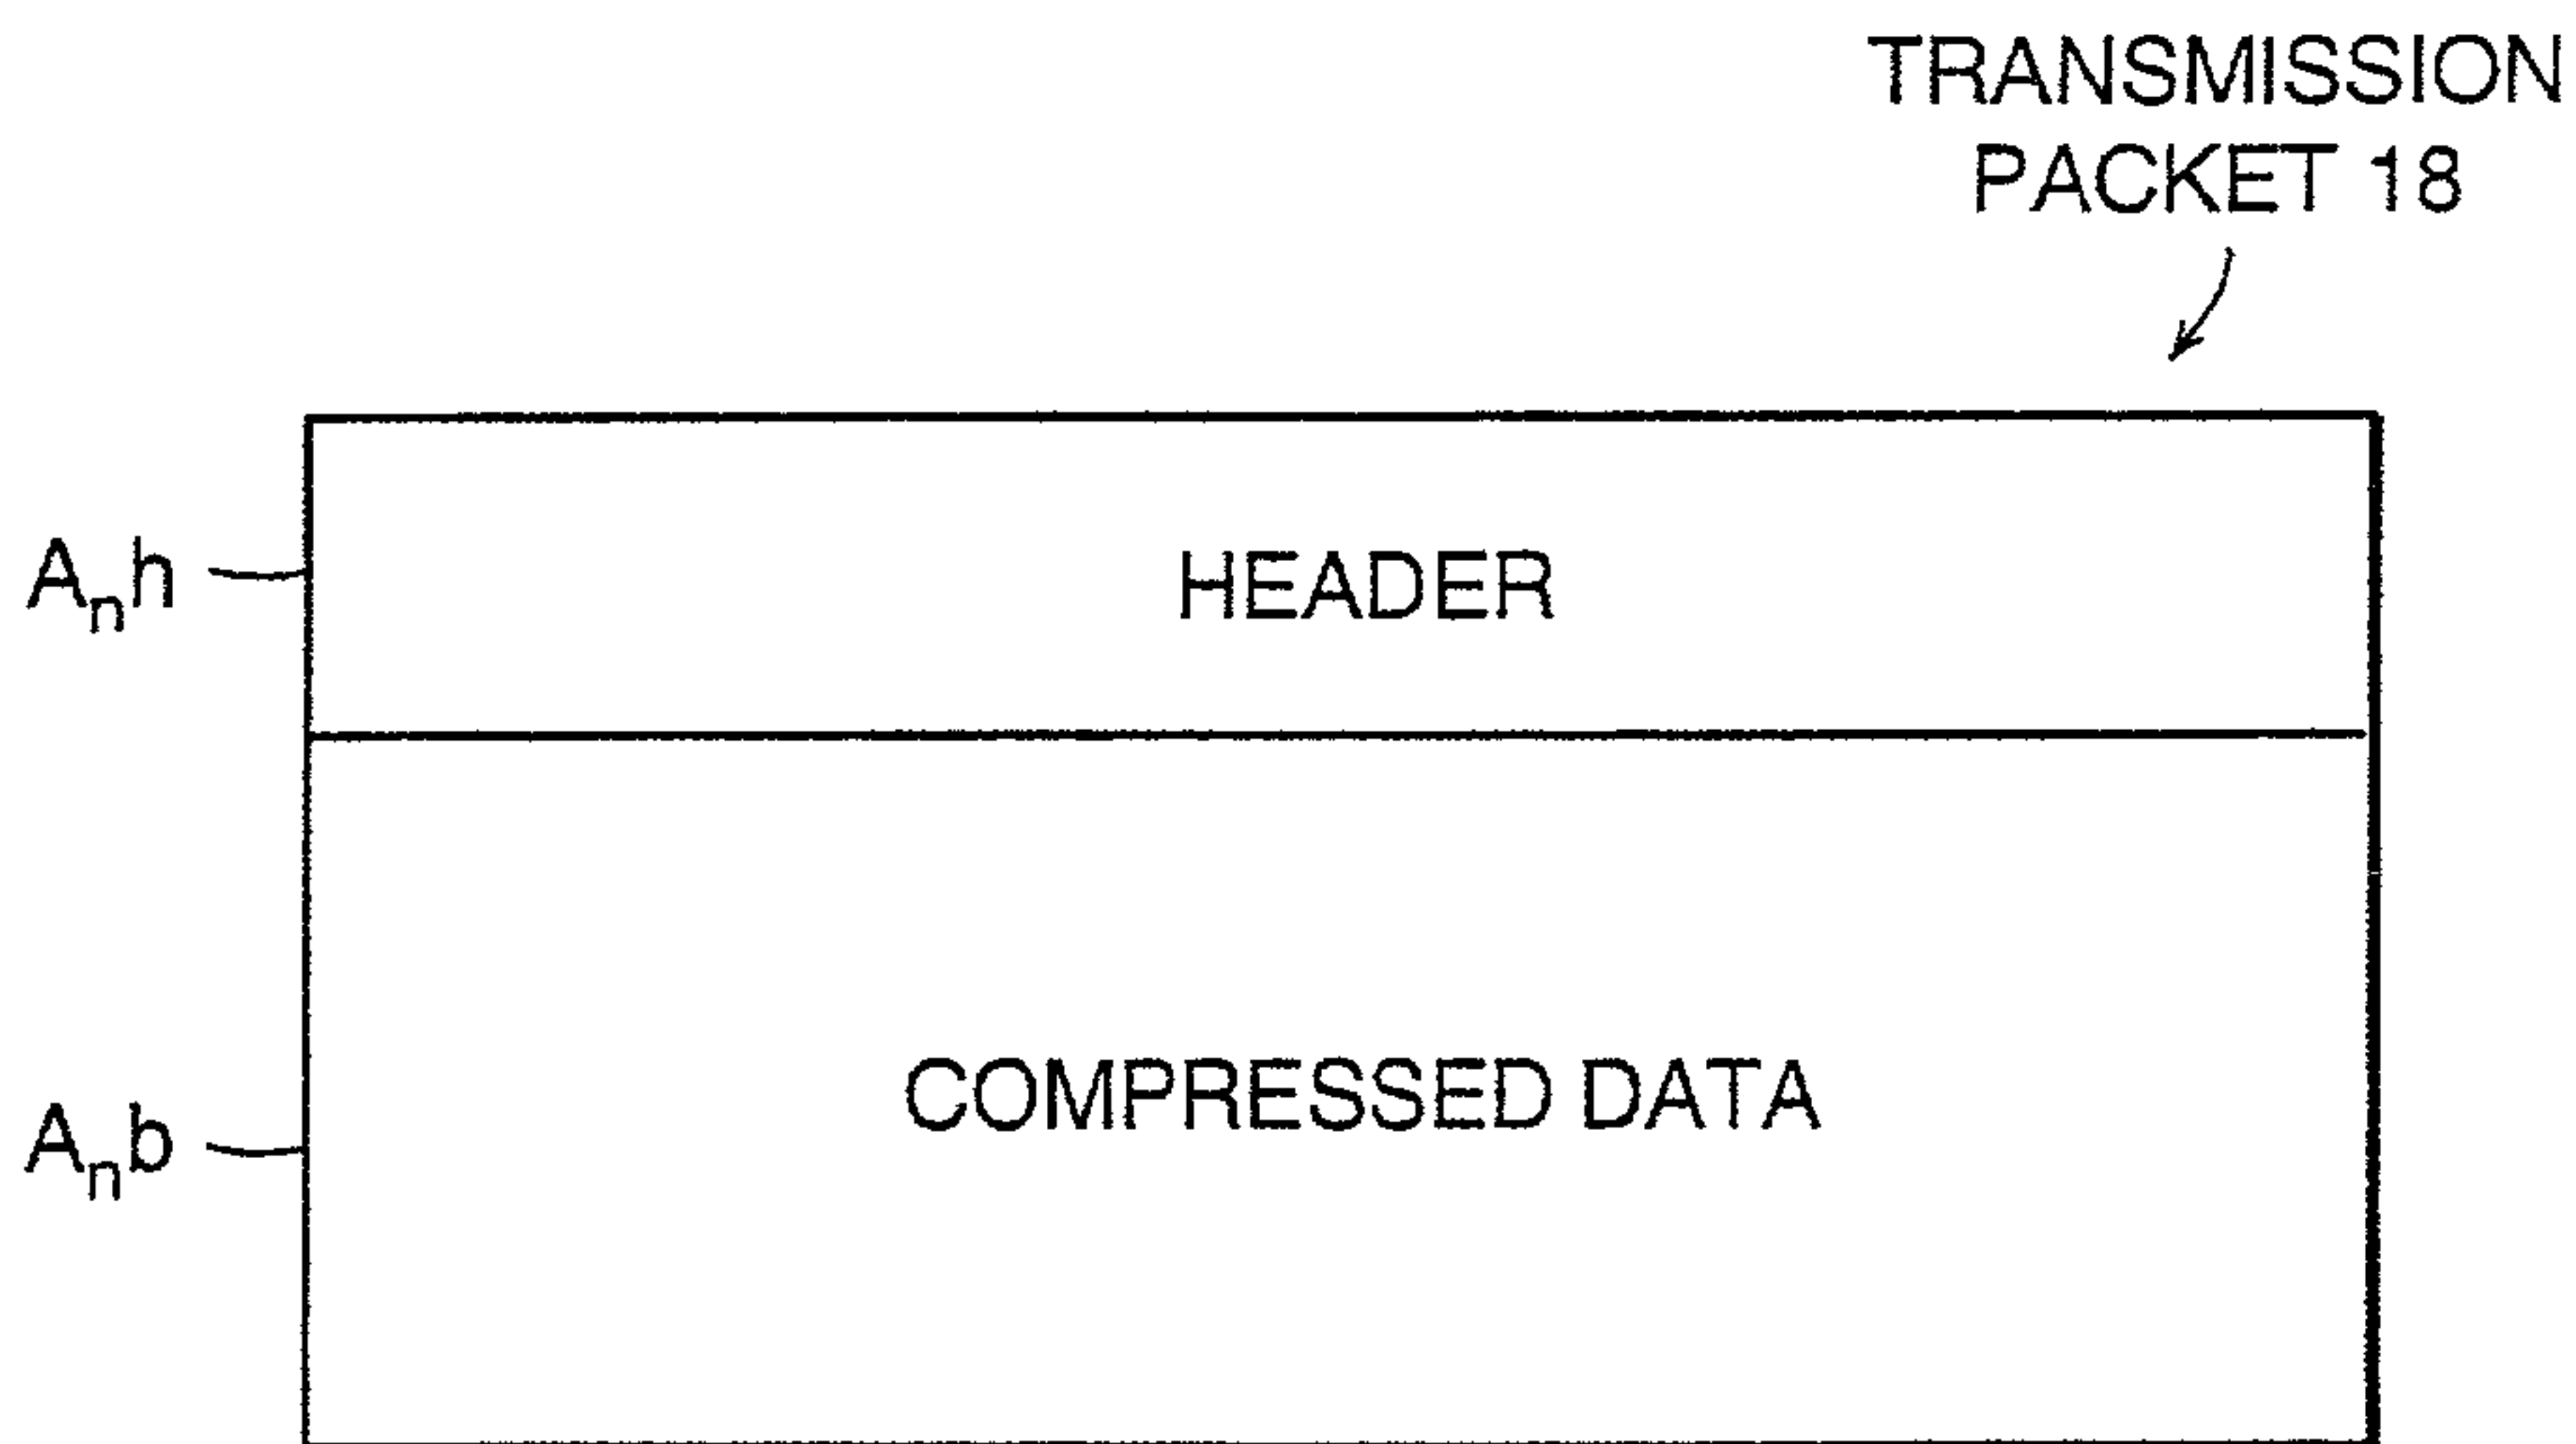 TRANSMISSION
PACKET 18
Aₙh
HEADER
COMPRESSED DATA
Aₙb